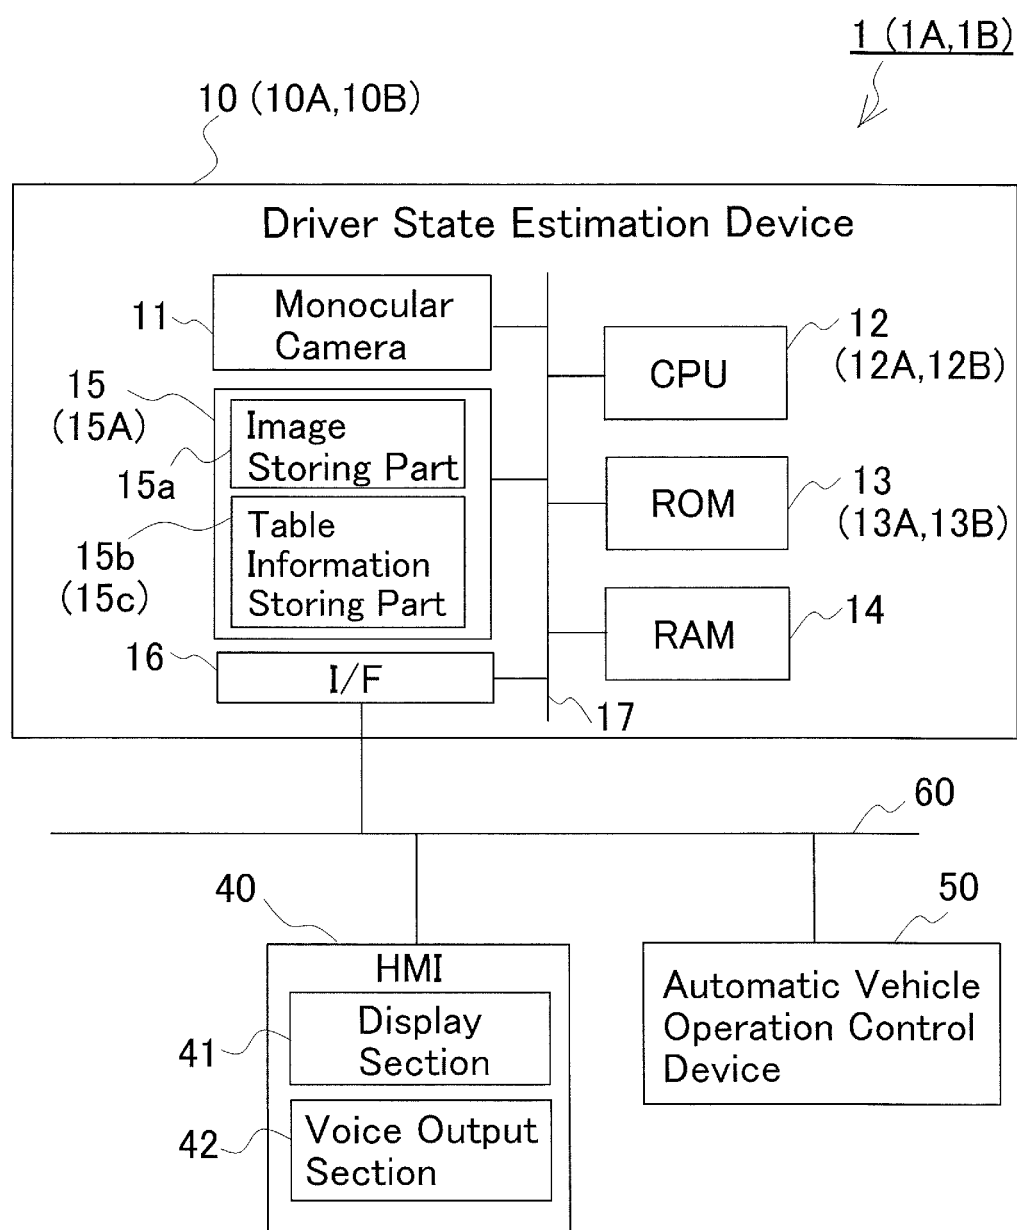 1 (1A,1B)
10 (10A,10B)
Driver State Estimation Device
11
Monocular
Camera
12
(12A,12B)
CPU
15
(15A)
Image
Storing Part
15a
ROM
13
(13A,13B)
15b
(15c)
Table
Information
Storing Part
RAM
14
16
I/F
17
60
40
50
HMI
Display
Section
41
Automatic Vehicle
Operation Control
Device
42
Voice Output
Section